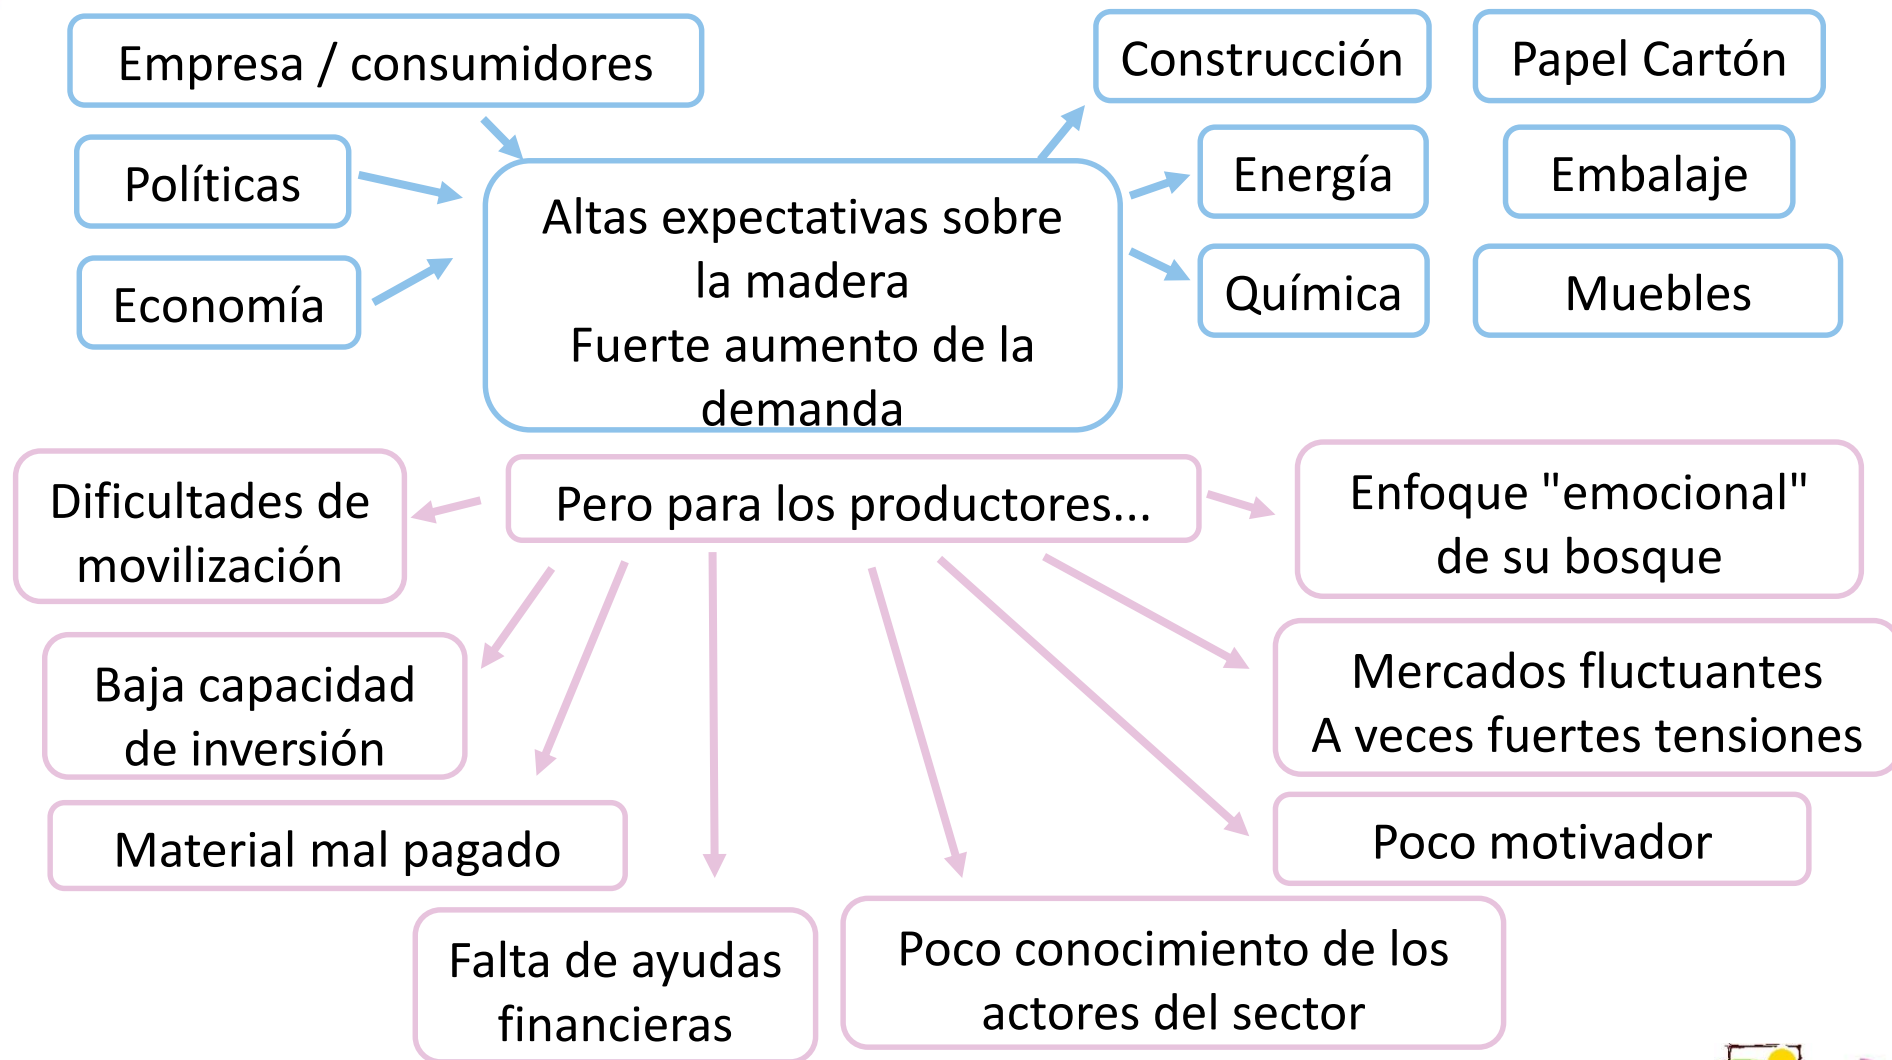 Empresa / consumidores
Construcción
Papel Cartón
Políticas
Energía
Embalaje
Economía
Química
Muebles
Altas expectativas sobre
la madera
Fuerte aumento de la
demanda
Pero para los productores...
Dificultades de
movilización
Enfoque "emocional"
de su bosque
Baja capacidad
de inversión
Mercados fluctuantes
A veces fuertes tensiones
Material mal pagado
Poco motivador
Falta de ayudas
financieras
Poco conocimiento de los
actores del sector